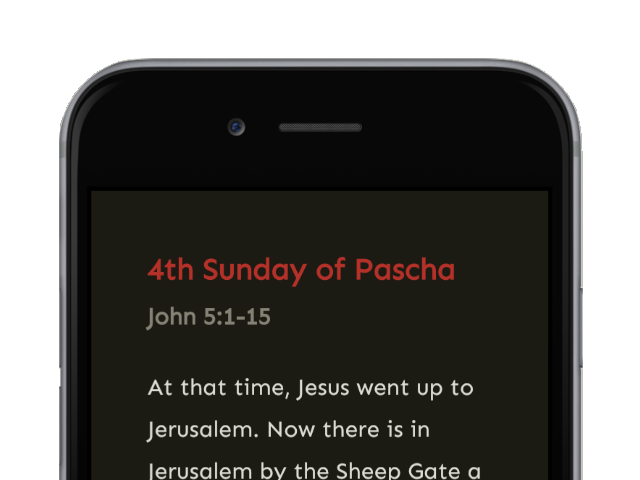 4th Sunday of Pascha
John 5:1-15
At that time, Jesus went up to
Jerusalem. Now there is in
Jerusalem by the Sheep Gate a